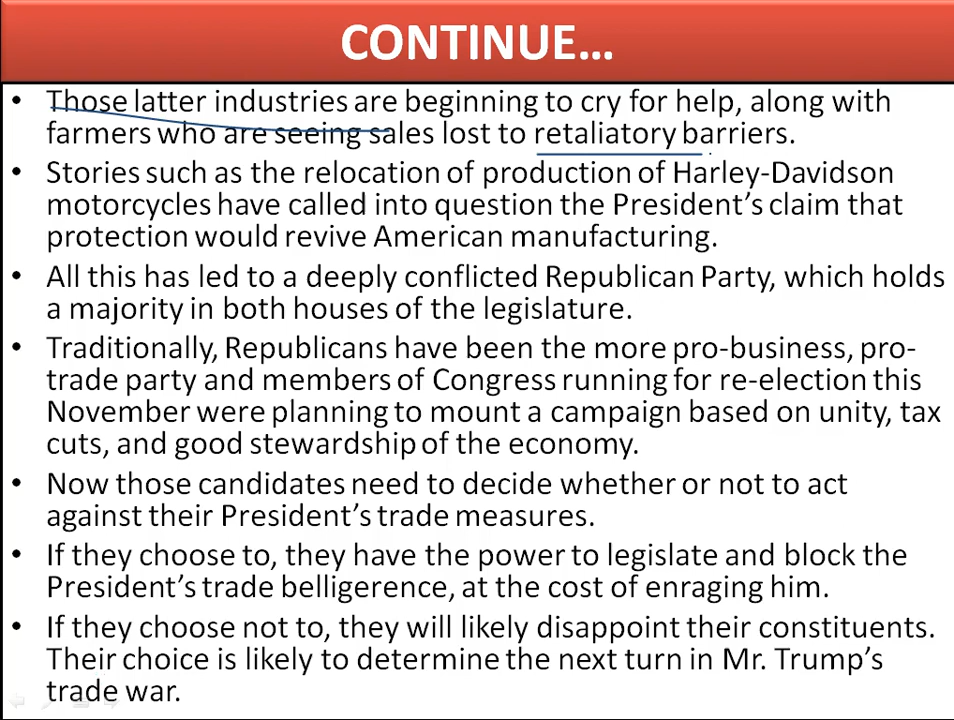 CONTINUE...
• Those latter industries are beginning to cry for help, along with
farmers who are seeing sales lost to retaliatory barriers.
• Stories such as the relocation of production of Harley-Davidson
motorcycles have called into question the President's claim that
protection would revive American manufacturing.
• All this has led to a deeply conflicted Republican Party, which holds
a majority in both houses of the legislature.
• Traditionally, Republicans have been the more pro-business, pro-
trade party and members of Congress running for re-election this
November were planning to mount a campaign based on unity, tax
cuts, and good stewardship of the economy.
• Now those candidates need to decide whether or not to act
against their President's trade measures.
• If they choose to, they have the power to legislate and block the
President's trade belligerence, at the cost of enraging him.
• If they choose not to, they will likely disappoint their constituents.
Their choice is likely to determine the next turn in Mr. Trump's
trade war.